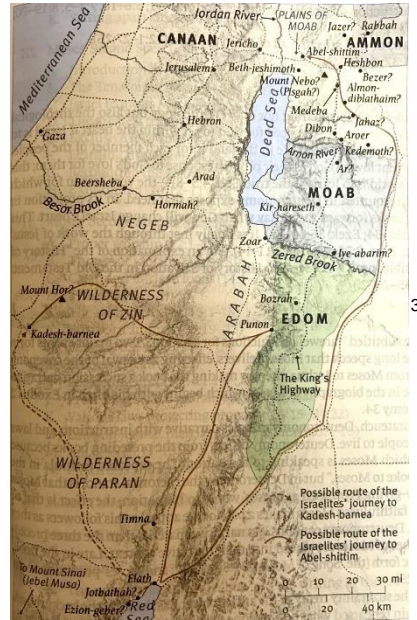 Jordan River
PLAINS OF
MOAB
Jazer?
Rabbah
CANAAN
Jericho
AMMON
Mediterranean Sea
Abel-shittim
Jerusalem
Beth-jeshimoth
Heshbon
Mount Nebo?
(Pisgah?)
Bezer?
Almon-
diblathaim?
Medeba
Dead Sea
Jahaz?
Hebron
Dibon
Aroer
Gaza
Kedemoth?
Arnon River
Ar?
Arad
Beersheba
MOAB
Hormah?
Besor Brook
Kir-hareseth
NEGEB
Zoar
Iye-abarim?
Zered Brook
Mount Hor?
WILDERNESS
OF ZIN
ARABAH
Bozrah
3
Kadesh-barnea
Punon
EDOM
The King's
Highway
WILDERNESS
OF PARAN
Possible route of the
Israelites' journey to
Kadesh-barnea
Timna
Possible route of the
Israelites' journey to
Abel-shittim
To Mount Sinai
(Jebel Musa)
Elath
0 10 20 30 mi
Jotbathah?
Ezion-geber?
Red
Sea
0 20 40 km